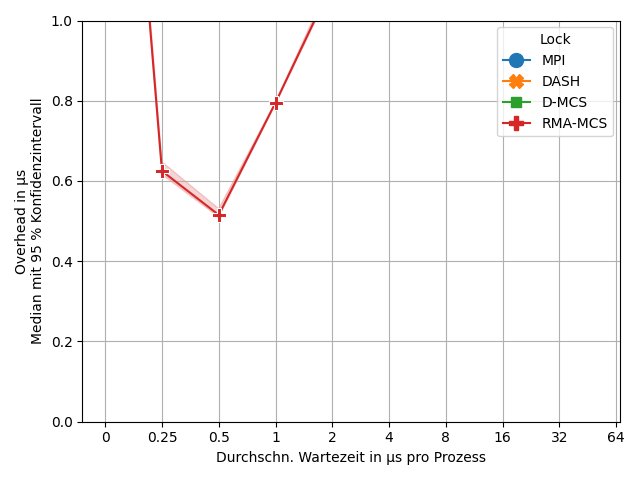 Overhead in µs
Median mit 95 % Konfidenzintervall
1.0
0.8
0.6
0.4
0.2
0.0
Lock
MPI
DASH
D-MCS
RMA-MCS
0 0.25 0.5 1 2 4 8 16 32 64
Durchschn. Wartezeit in µs pro Prozess